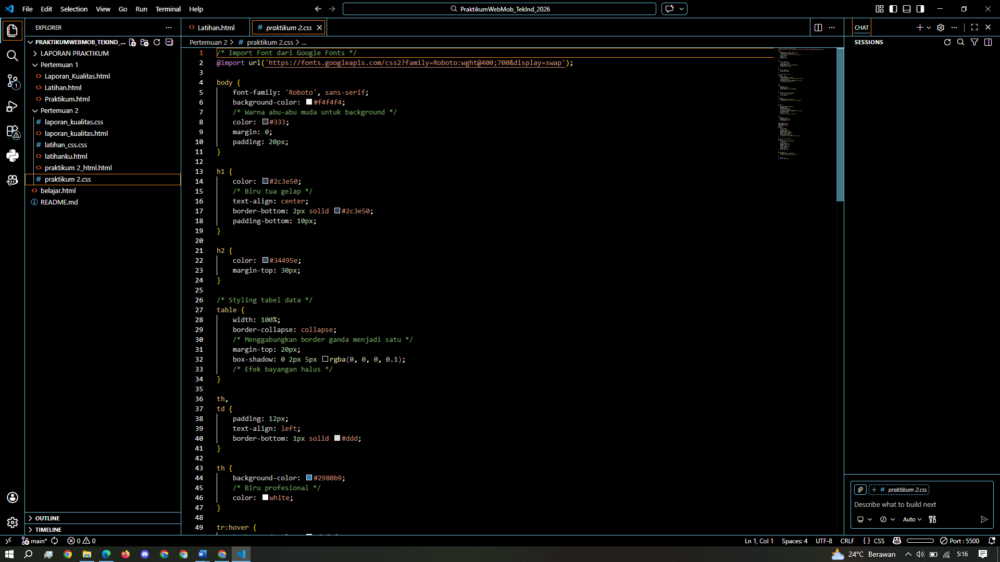 File Edit Selection View Go Run Terminal Help
PraktikumWebMob_TekInd_2026
EXPLORER
PRAKTIKUMWEBMOB_TEKIND_...
LAPORAN PRAKTIKUM
Pertemuan 1
Laporan_Kualitas.html
Latihan.html
Praktikum.html
Pertemuan 2
# laporan_kualitas.css
laporan_kualitas.html
# latihan_css.css
latihanku.html
praktikum 2_html.html
# praktikum 2.css
belajar.html
README.md
OUTLINE
TIMELINE
Latihan.html
# praktikum 2.css
Pertemuan 2 > # praktikum 2.css > ...
1 /* Import Font dari Google Fonts */
2 @import url('https://fonts.googleapis.com/css2?family=Roboto:wght@400;700&display=swap');
3
4 body {
5 font-family: 'Roboto', sans-serif;
6 background-color: #f4f4f4;
7 /* Warna abu-abu muda untuk background */
8 color: #333;
9 margin: 0;
10 padding: 20px;
11 }
12
13 h1 {
14 color: #2c3e50;
15 /* Biru tua gelap */
16 text-align: center;
17 border-bottom: 2px solid #2c3e50;
18 padding-bottom: 10px;
19 }
20
21 h2 {
22 color: #34495e;
23 margin-top: 30px;
24 }
25
26 /* Styling tabel data */
27 table {
28 width: 100%;
29 border-collapse: collapse;
30 /* Menggabungkan border ganda menjadi satu */
31 margin-top: 20px;
32 box-shadow: 0 2px 5px rgba(0, 0, 0, 0.1);
33 /* Efek bayangan halus */
34 }
35
36 th,
37 td {
38 padding: 12px;
39 text-align: left;
40 border-bottom: 1px solid #ddd;
41 }
42
43 th {
44 background-color: #2980b9;
45 /* Biru profesional */
46 color: white;
47 }
48
49 tr:hover {
CHAT
SESSIONS
# praktikum 2.css
Describe what to build next
Auto
1
main*
0 0
Ln 1, Col 1
Spaces: 4
UTF-8
CRLF
{ } CSS
Port : 5500
24°C Berawan
5:16